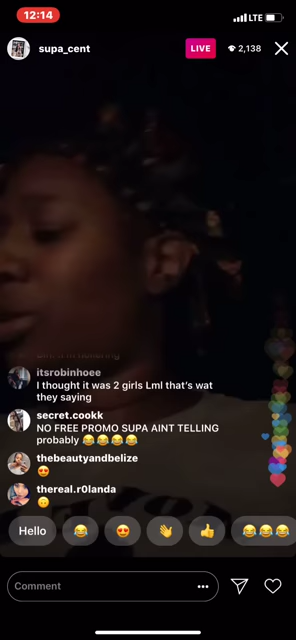 12:14
LTE
supa_cent
LIVE
2,138
itsrobinhoee
I thought it was 2 girls Lml that's wat
they saying
secret.cookk
NO FREE PROMO SUPA AINT TELLING
probably 😂😂😂😂
thebeautyandbelize
😍
thereal.r0landa
🙃
Hello 😂 😍 👋 👍 😂😂😂
Comment